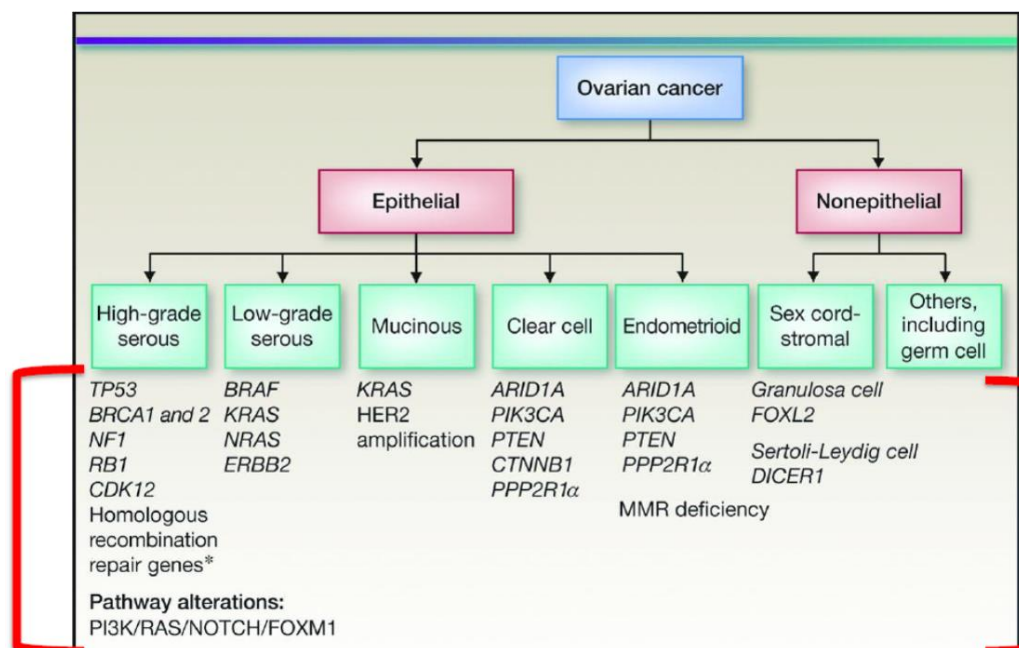 Ovarian cancer
Epithelial
Nonepithelial
High-grade
serous
Low-grade
serous
Mucinous
Clear cell
Endometrioid
Sex cord-
stromal
Others,
including
germ cell
TP53
BRCA1 and 2
NF1
RB1
CDK12
Homologous
recombination
repair genes*
Pathway alterations:
PI3K/RAS/NOTCH/FOXM1
BRAF
KRAS
NRAS
ERBB2
KRAS
HER2
amplification
ARID1A
PIK3CA
PTEN
CTNNB1
PPP2R1α
ARID1A
PIK3CA
PTEN
PPP2R1α
MMR deficiency
Granulosa cell
FOXL2
Sertoli-Leydig cell
DICER1